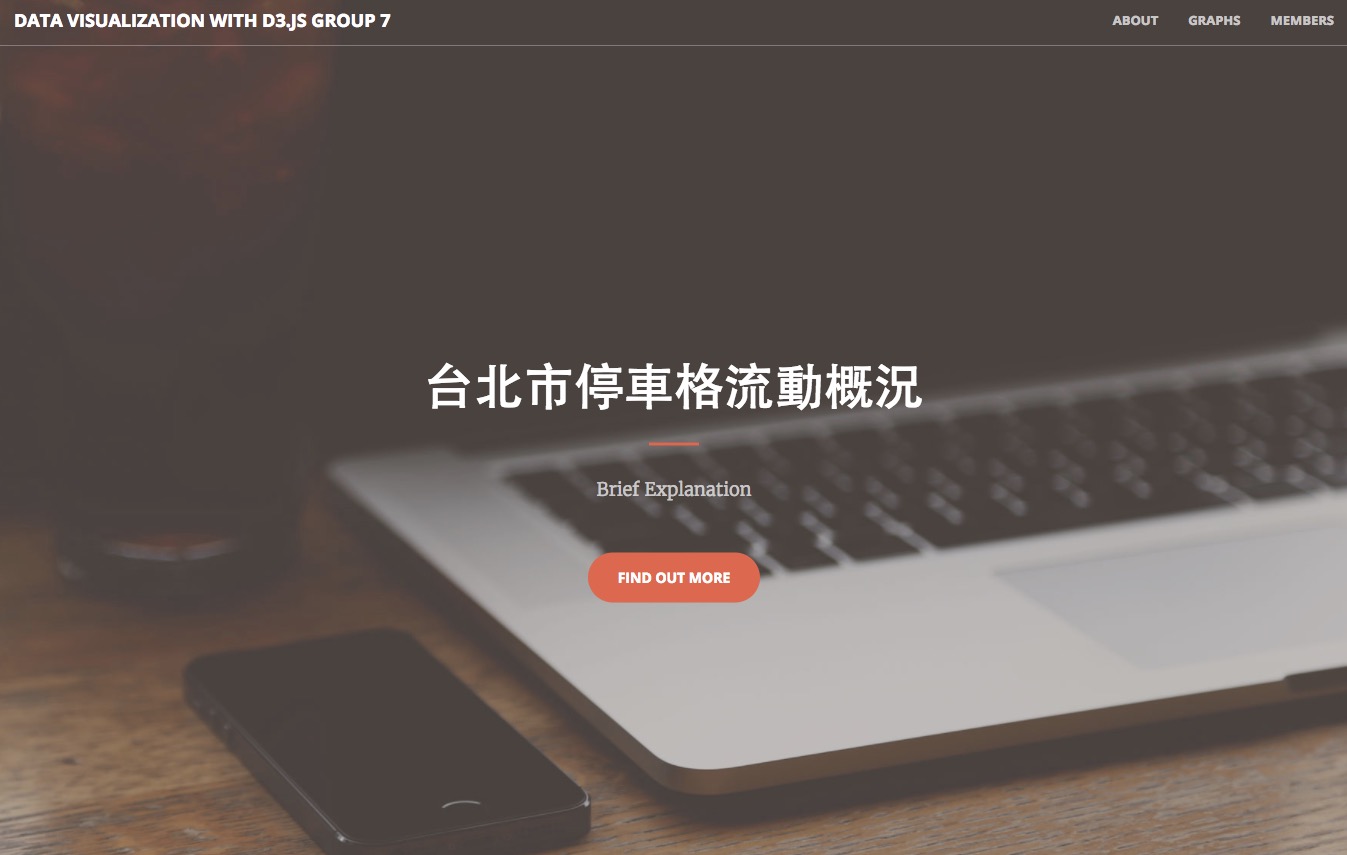 DATA VISUALIZATION WITH D3.JS GROUP 7
ABOUT GRAPHS MEMBERS
台北市停車格流動概況
Brief Explanation
FIND OUT MORE